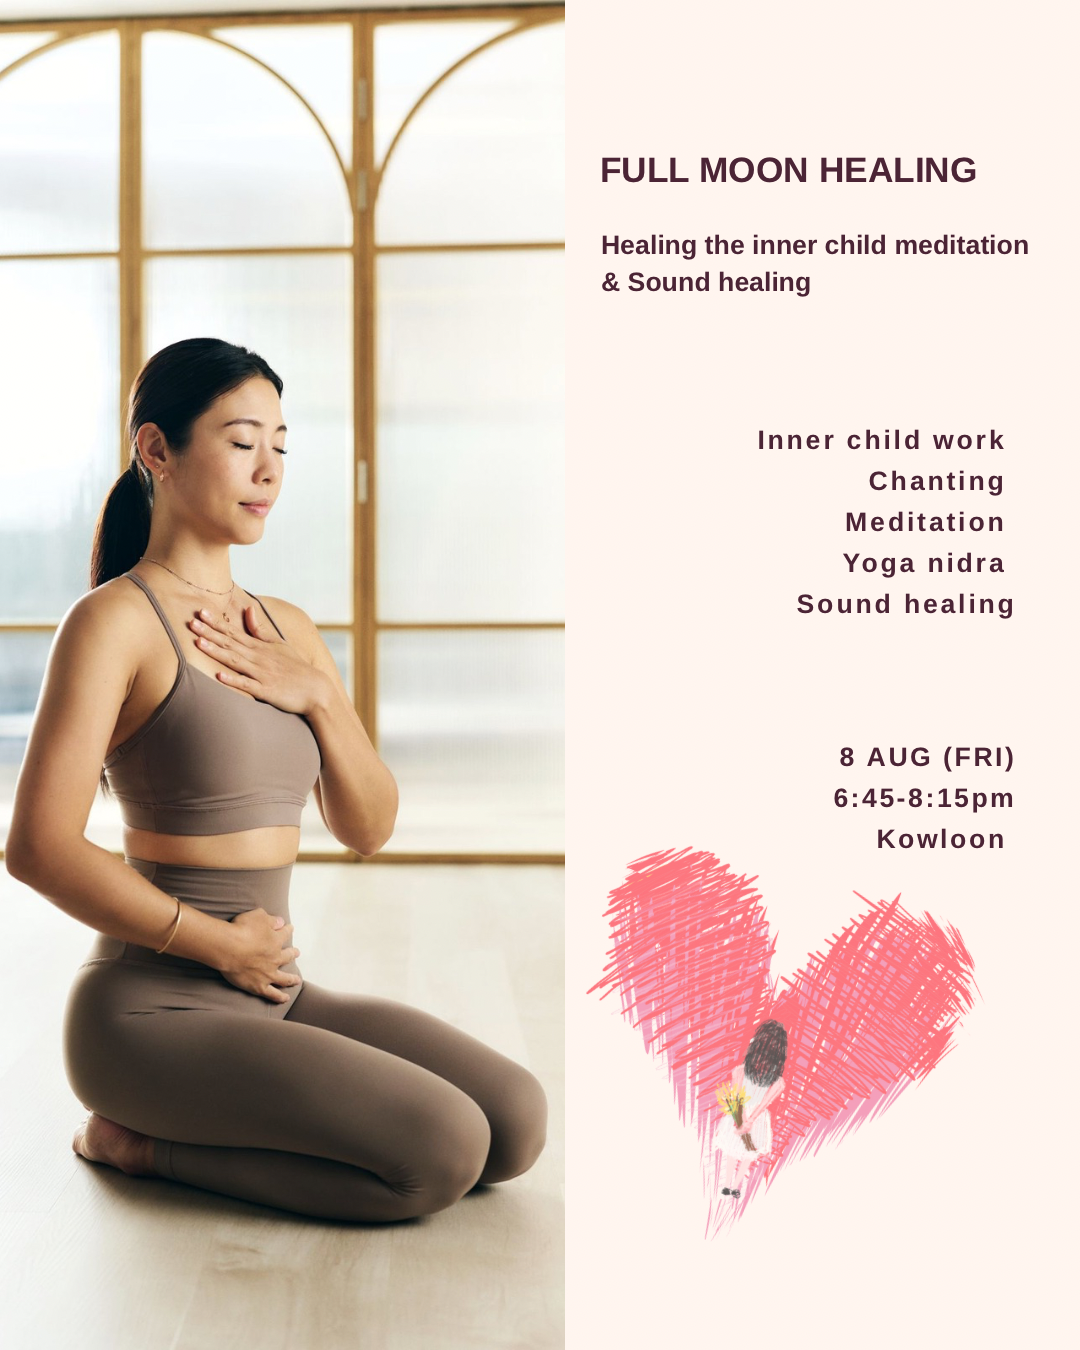 FULL MOON HEALING
Healing the inner child meditation
& Sound healing
Inner child work
Chanting
Meditation
Yoga nidra
Sound healing
8 AUG (FRI)
6:45-8:15pm
Kowloon